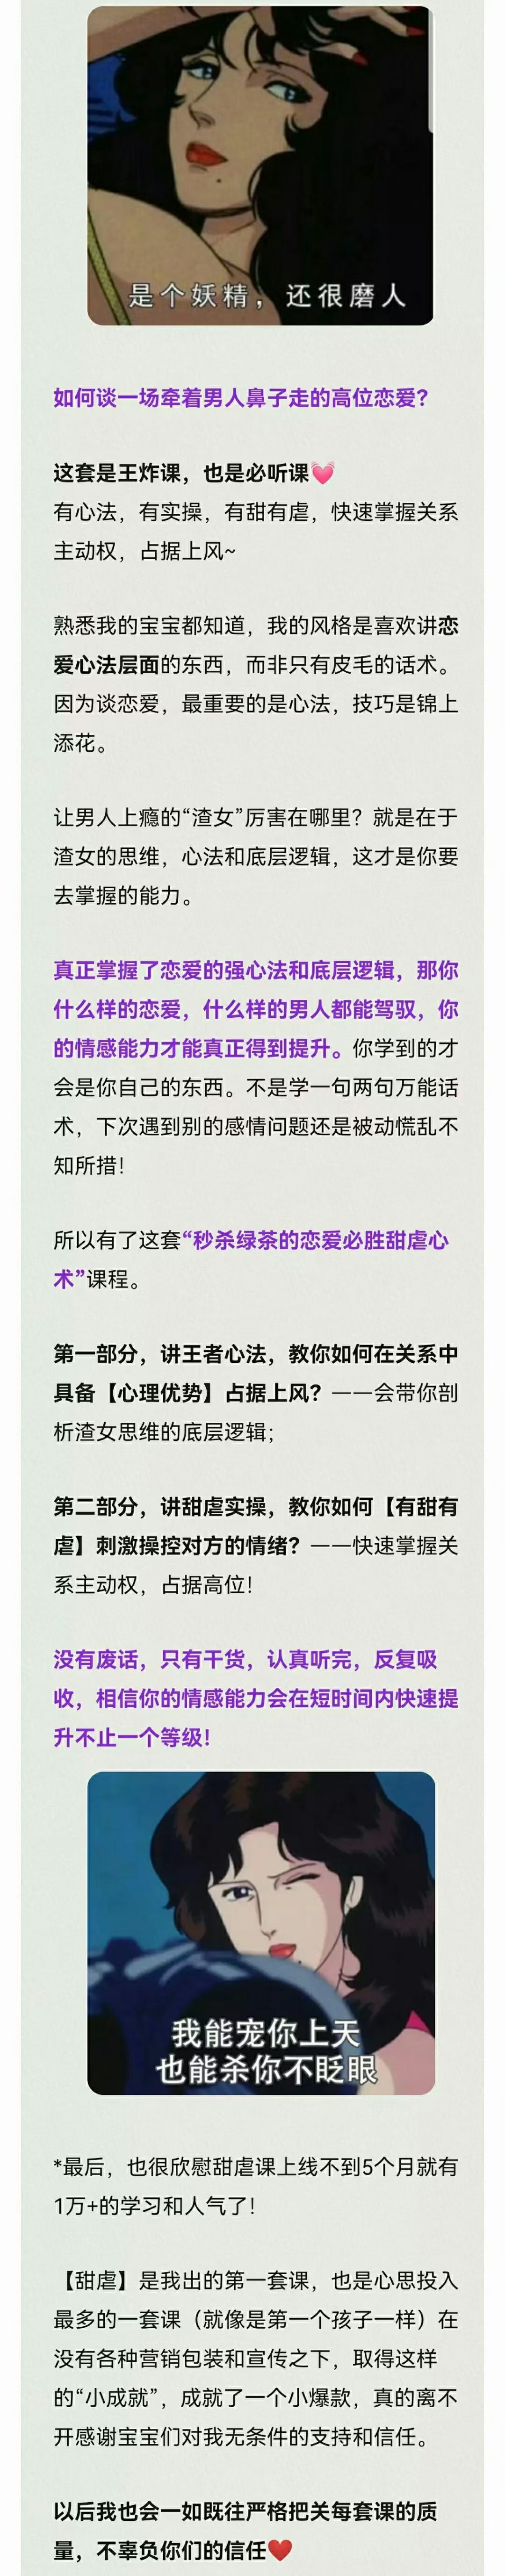 是个妖精，还很磨人
如何谈一场牵着男人鼻子走的高位恋爱？
这套是王炸课，也是必听课💓
有心法，有实操，有甜有虐，快速掌握关系
主动权，占据上风~
熟悉我的宝宝都知道，我的风格是喜欢讲恋
爱心法层面的东西，而非只有皮毛的话术。
因为谈恋爱，最重要的是心法，技巧是锦上
添花。
让男人上瘾的“渣女”厉害在哪里？就是在于
渣女的思维，心法和底层逻辑，这才是你要
去掌握的能力。
真正掌握了恋爱的强心法和底层逻辑，那你
什么样的恋爱，什么样的男人都能驾驭，你
的情感能力才能真正得到提升。你学到的才
会是你自己的东西。不是学一句两句万能话
术，下次遇到别的感情问题还是被动慌乱不
知所措！
所以有了这套“秒杀绿茶的恋爱必胜甜虐心
术”课程。
第一部分，讲王者心法，教你如何在关系中
具备【心理优势】占据上风？——会带你剖
析渣女思维的底层逻辑；
第二部分，讲甜虐实操，教你如何【有甜有
虐】刺激操控对方的情绪？——快速掌握关
系主动权，占据高位！
没有废话，只有干货，认真听完，反复吸
收，相信你的情感能力会在短时间内快速提
升不止一个等级！
我能宠你上天
也能杀你不眨眼
*最后，也很欣慰甜虐课上线不到5个月就有
1万+的学习和人气了！
【甜虐】是我出的第一套课，也是心思投入
最多的一套课（就像是第一个孩子一样）在
没有各种营销包装和宣传之下，取得这样
的“小成就”，成就了一个小爆款，真的离不
开感谢宝宝们对我无条件的支持和信任。
以后我也会一如既往严格把关每套课的质
量，不辜负你们的信任❤️